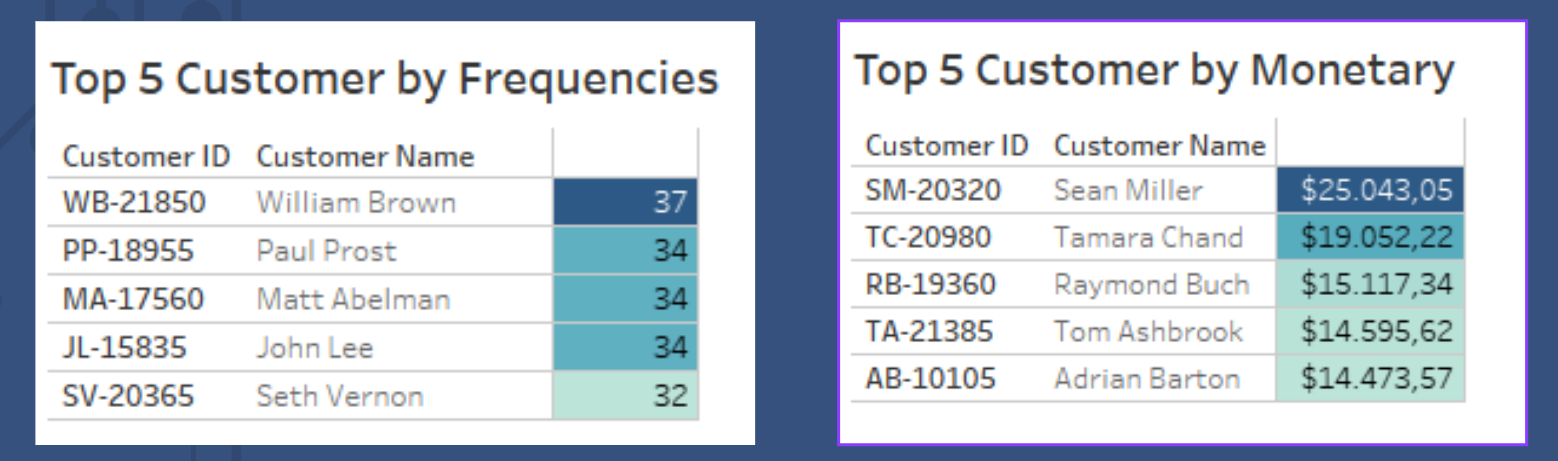 Top 5 Customer by Frequencies
Customer ID Customer Name
WB-21850 William Brown 37
PP-18955 Paul Prost 34
MA-17560 Matt Abelman 34
JL-15835 John Lee 34
SV-20365 Seth Vernon 32
Top 5 Customer by Monetary
Customer ID Customer Name
SM-20320 Sean Miller $25.043,05
TC-20980 Tamara Chand $19.052,22
RB-19360 Raymond Buch $15.117,34
TA-21385 Tom Ashbrook $14.595,62
AB-10105 Adrian Barton $14.473,57